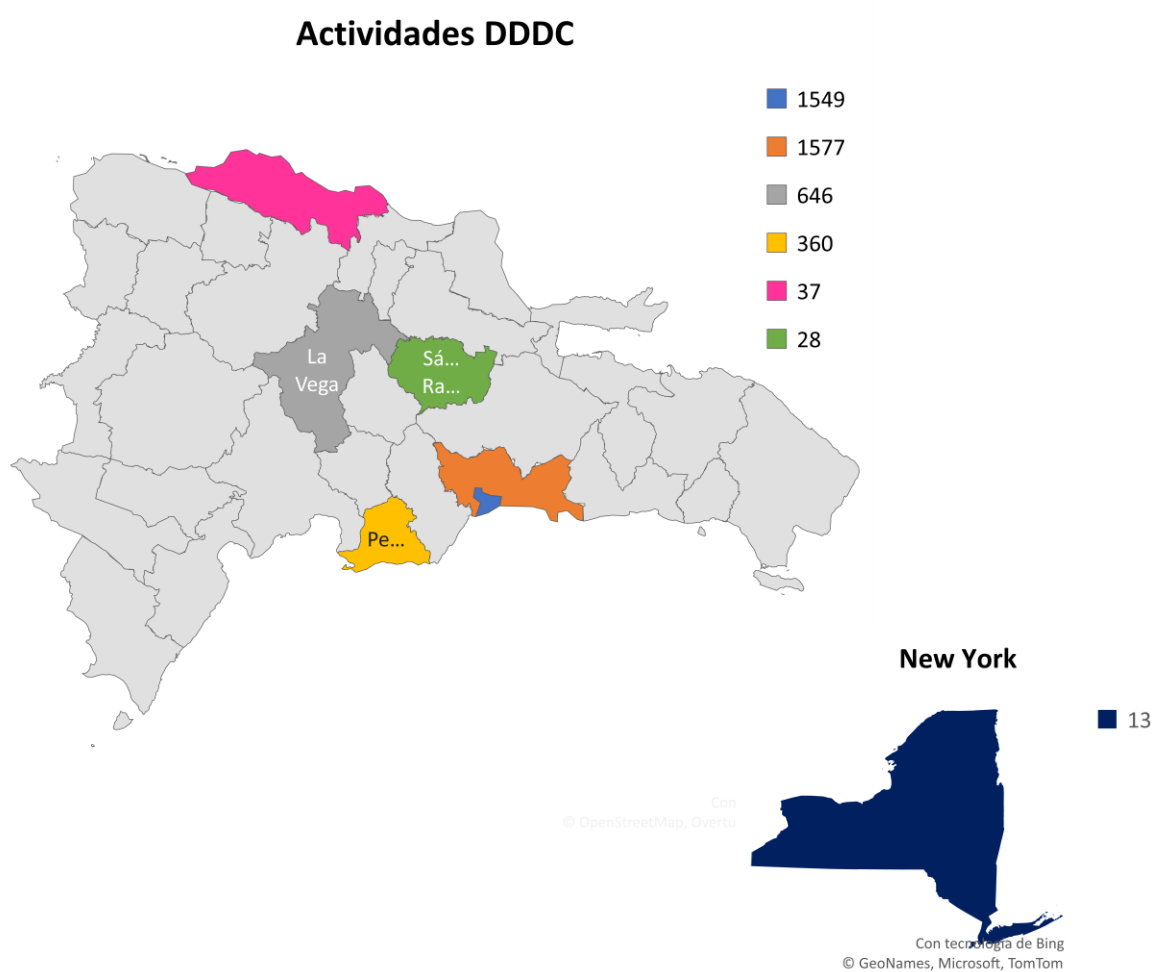 Actividades DDDC
1549
1577
646
360
37
28
La
Vega
Sá...
Ra...
Pe...
New York
13
Con
© OpenStreetMap, Overtu
Con tecnología de Bing
© GeoNames, Microsoft, TomTom